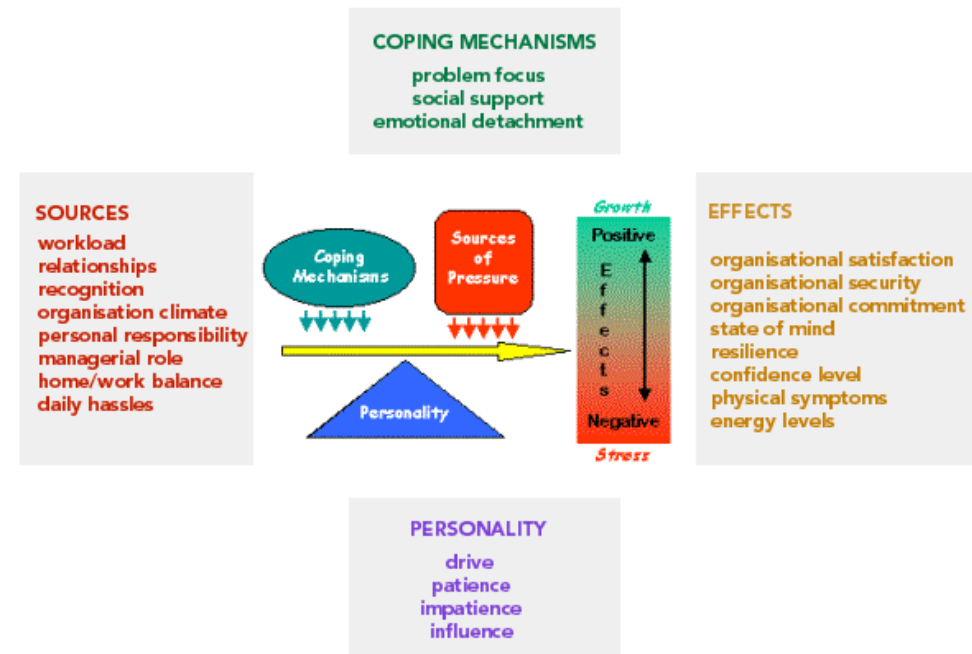 COPING MECHANISMS
problem focus
social support
emotional detachment
SOURCES
workload
relationships
recognition
organisation climate
personal responsibility
managerial role
home/work balance
daily hassles
Coping
Mechanisms
Sources
of
Pressure
Personality
Growth
Positive
Effects
Negative
Stress
EFFECTS
organisational satisfaction
organisational security
organisational commitment
state of mind
resilience
confidence level
physical symptoms
energy levels
PERSONALITY
drive
patience
impatience
influence